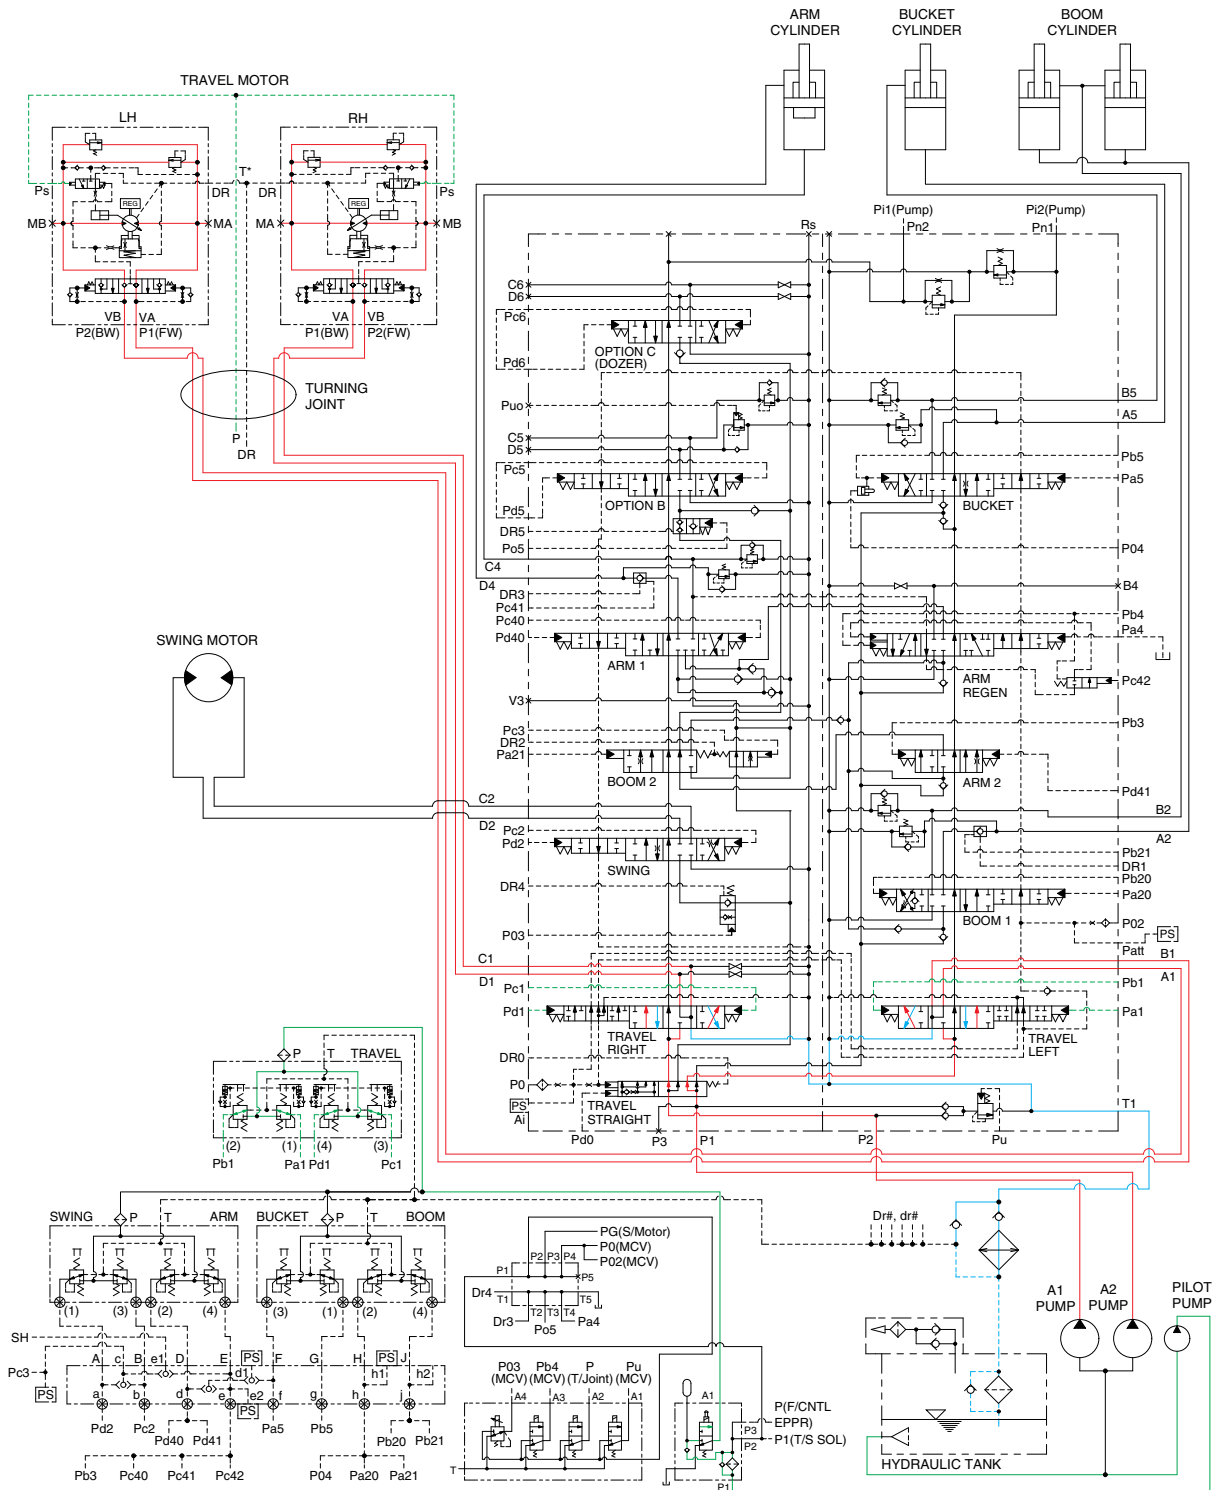 ARM
CYLINDER
BUCKET
CYLINDER
BOOM
CYLINDER
TRAVEL MOTOR
LH
RH
T*
Ps
DR
DR
Ps
REG
REG
MB
MA
MA
MB
VB
VA
VA
VB
P2(BW)
P1(FW)
P1(BW)
P2(FW)
TURNING
JOINT
P
DR
Pi1(Pump)
Pn2
Pi2(Pump)
Pn1
Rs
C6
D6
Pc6
OPTION C
(DOZER)
Pd6
Puo
B5
A5
C5
D5
Pc5
Pb5
Pa5
OPTION B
BUCKET
Pd5
DR5
Po5
P04
C4
D4
B4
DR3
Pc41
Pc40
Pd40
Pb4
Pa4
ARM 1
ARM
REGEN
Pc42
SWING MOTOR
V3
Pc3
DR2
Pa21
Pb3
BOOM 2
ARM 2
Pd41
C2
D2
B2
A2
Pc2
Pd2
Pb21
DR1
Pb20
Pa20
SWING
BOOM 1
DR4
P03
P02
PS
Patt
C1
D1
B1
A1
Pc1
Pd1
Pb1
Pa1
TRAVEL
RIGHT
TRAVEL
LEFT
DR0
P0
PS
Ai
TRAVEL
STRAIGHT
Pd0
P3
P1
P2
Pu
T1
P
T
TRAVEL
(2)
(1)
(4)
(3)
Pb1
Pa1
Pd1
Pc1
SWING
P
T
ARM
BUCKET
P
T
BOOM
(1)
(3)
(2)
(4)
(3)
(1)
(2)
(4)
SH
Pc3
PS
A
c
B
e1
D
E
PS
d1
F
G
H
PS
h1
J
h2
a
b
d
e
e2
PS
f
g
h
j
Pd2
Pc2
Pd40
Pd41
Pa5
Pb5
Pb20
Pb21
Pb3
Pc40
Pc41
Pc42
P04
Pa20
Pa21
PG(S/Motor)
P0(MCV)
P02(MCV)
P2
P3
P4
P1
P5
Dr4
T1
T5
T2
T3
T4
Dr3
Po5
Pa4
P03
(MCV)
Pb4
(MCV)
P
(T/Joint)
Pu
(MCV)
A4
A3
A2
A1
T
A1
P(F/CNTL
EPPR)
P3
P2
P1(T/S SOL)
P1
Dr#, dr#
A1
PUMP
A2
PUMP
PILOT
PUMP
HYDRAULIC TANK